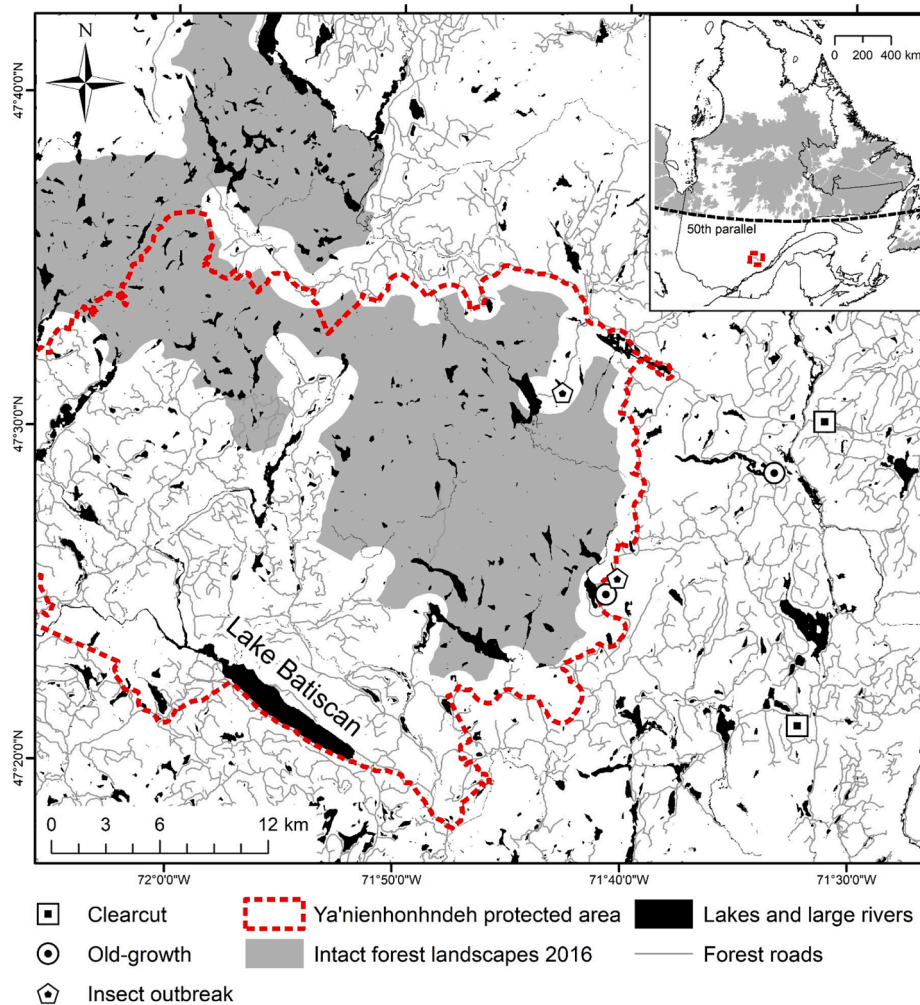 N
0 200 400 km
50th parallel
47°40'0"N
47°30'0"N
47°20'0"N
Lake Batiscan
0 3 6 12 km
72°0'0"W 71°50'0"W 71°40'0"W 71°30'0"W
Clearcut Ya'nienhonhndeh protected area Lakes and large rivers
Old-growth Intact forest landscapes 2016 Forest roads
Insect outbreak